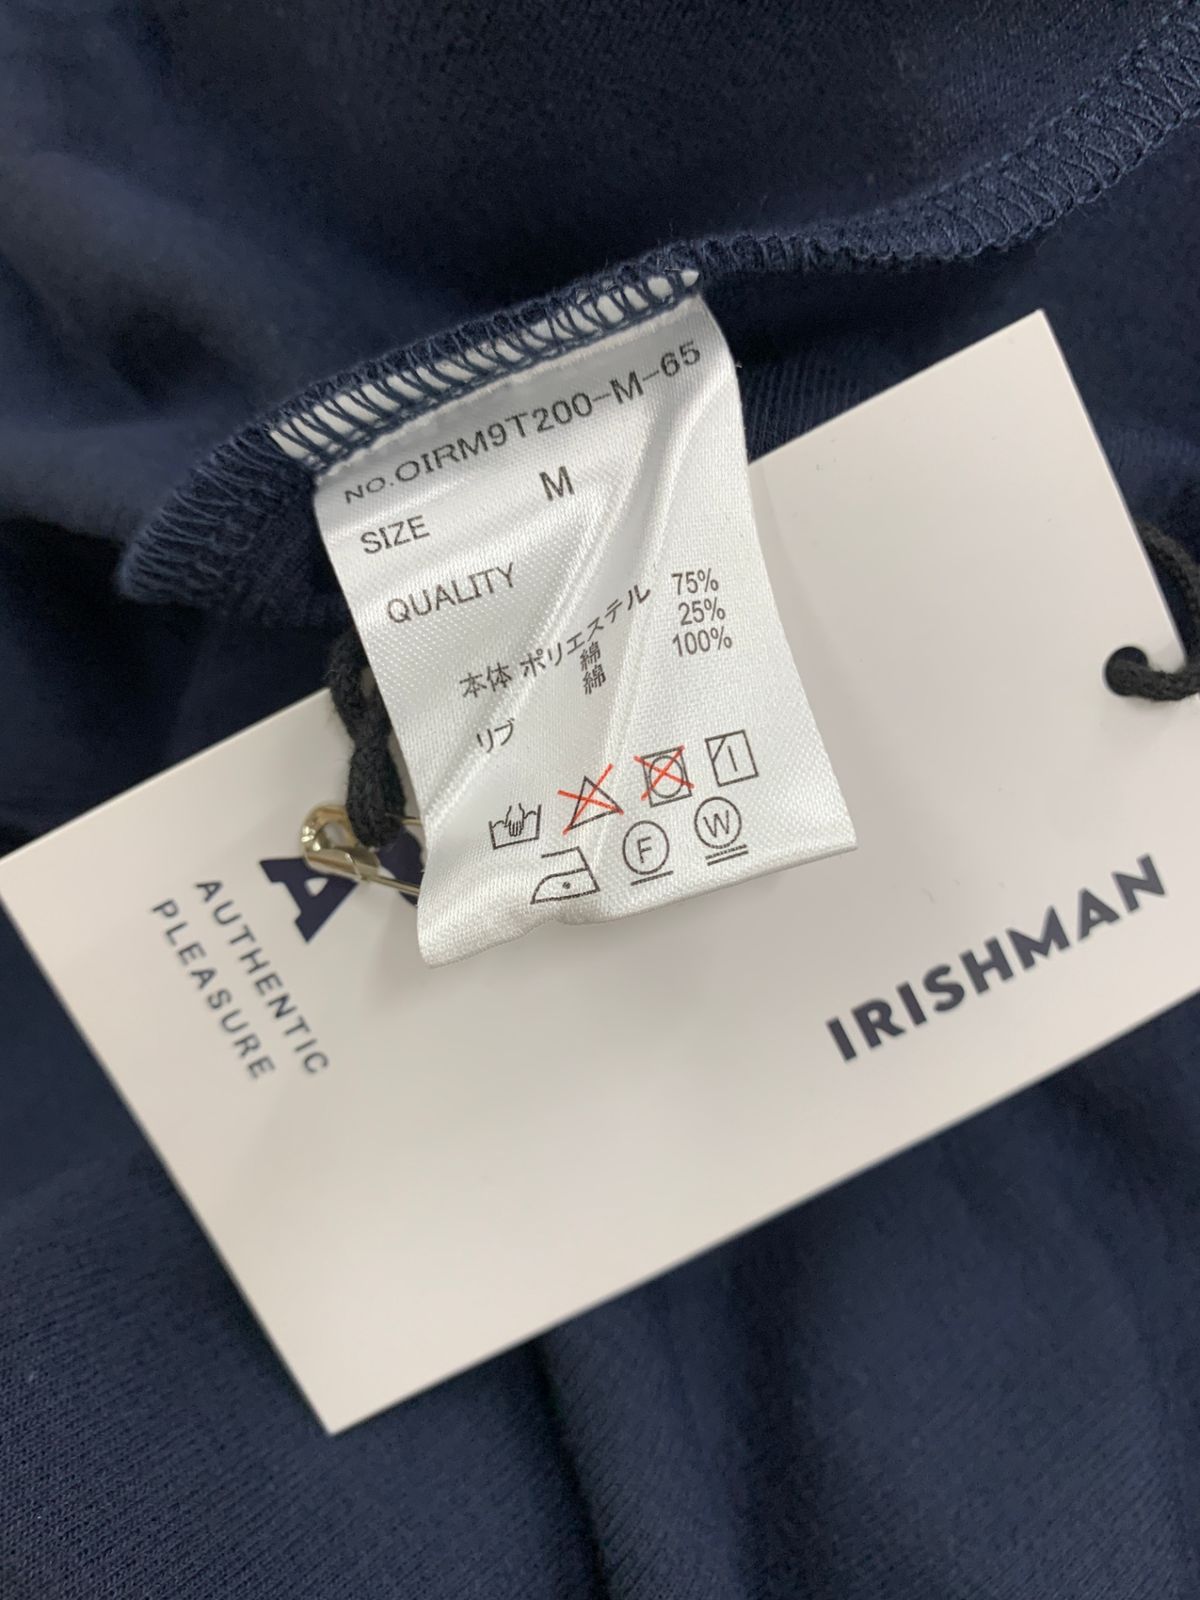 NO.OIRM9T200-M-65
SIZE M
QUALITY
本体 ポリエステル 75%
綿 25%
リブ 綿 100%
F
W
A
AUTHENTIC
PLEASURE
IRISHMAN